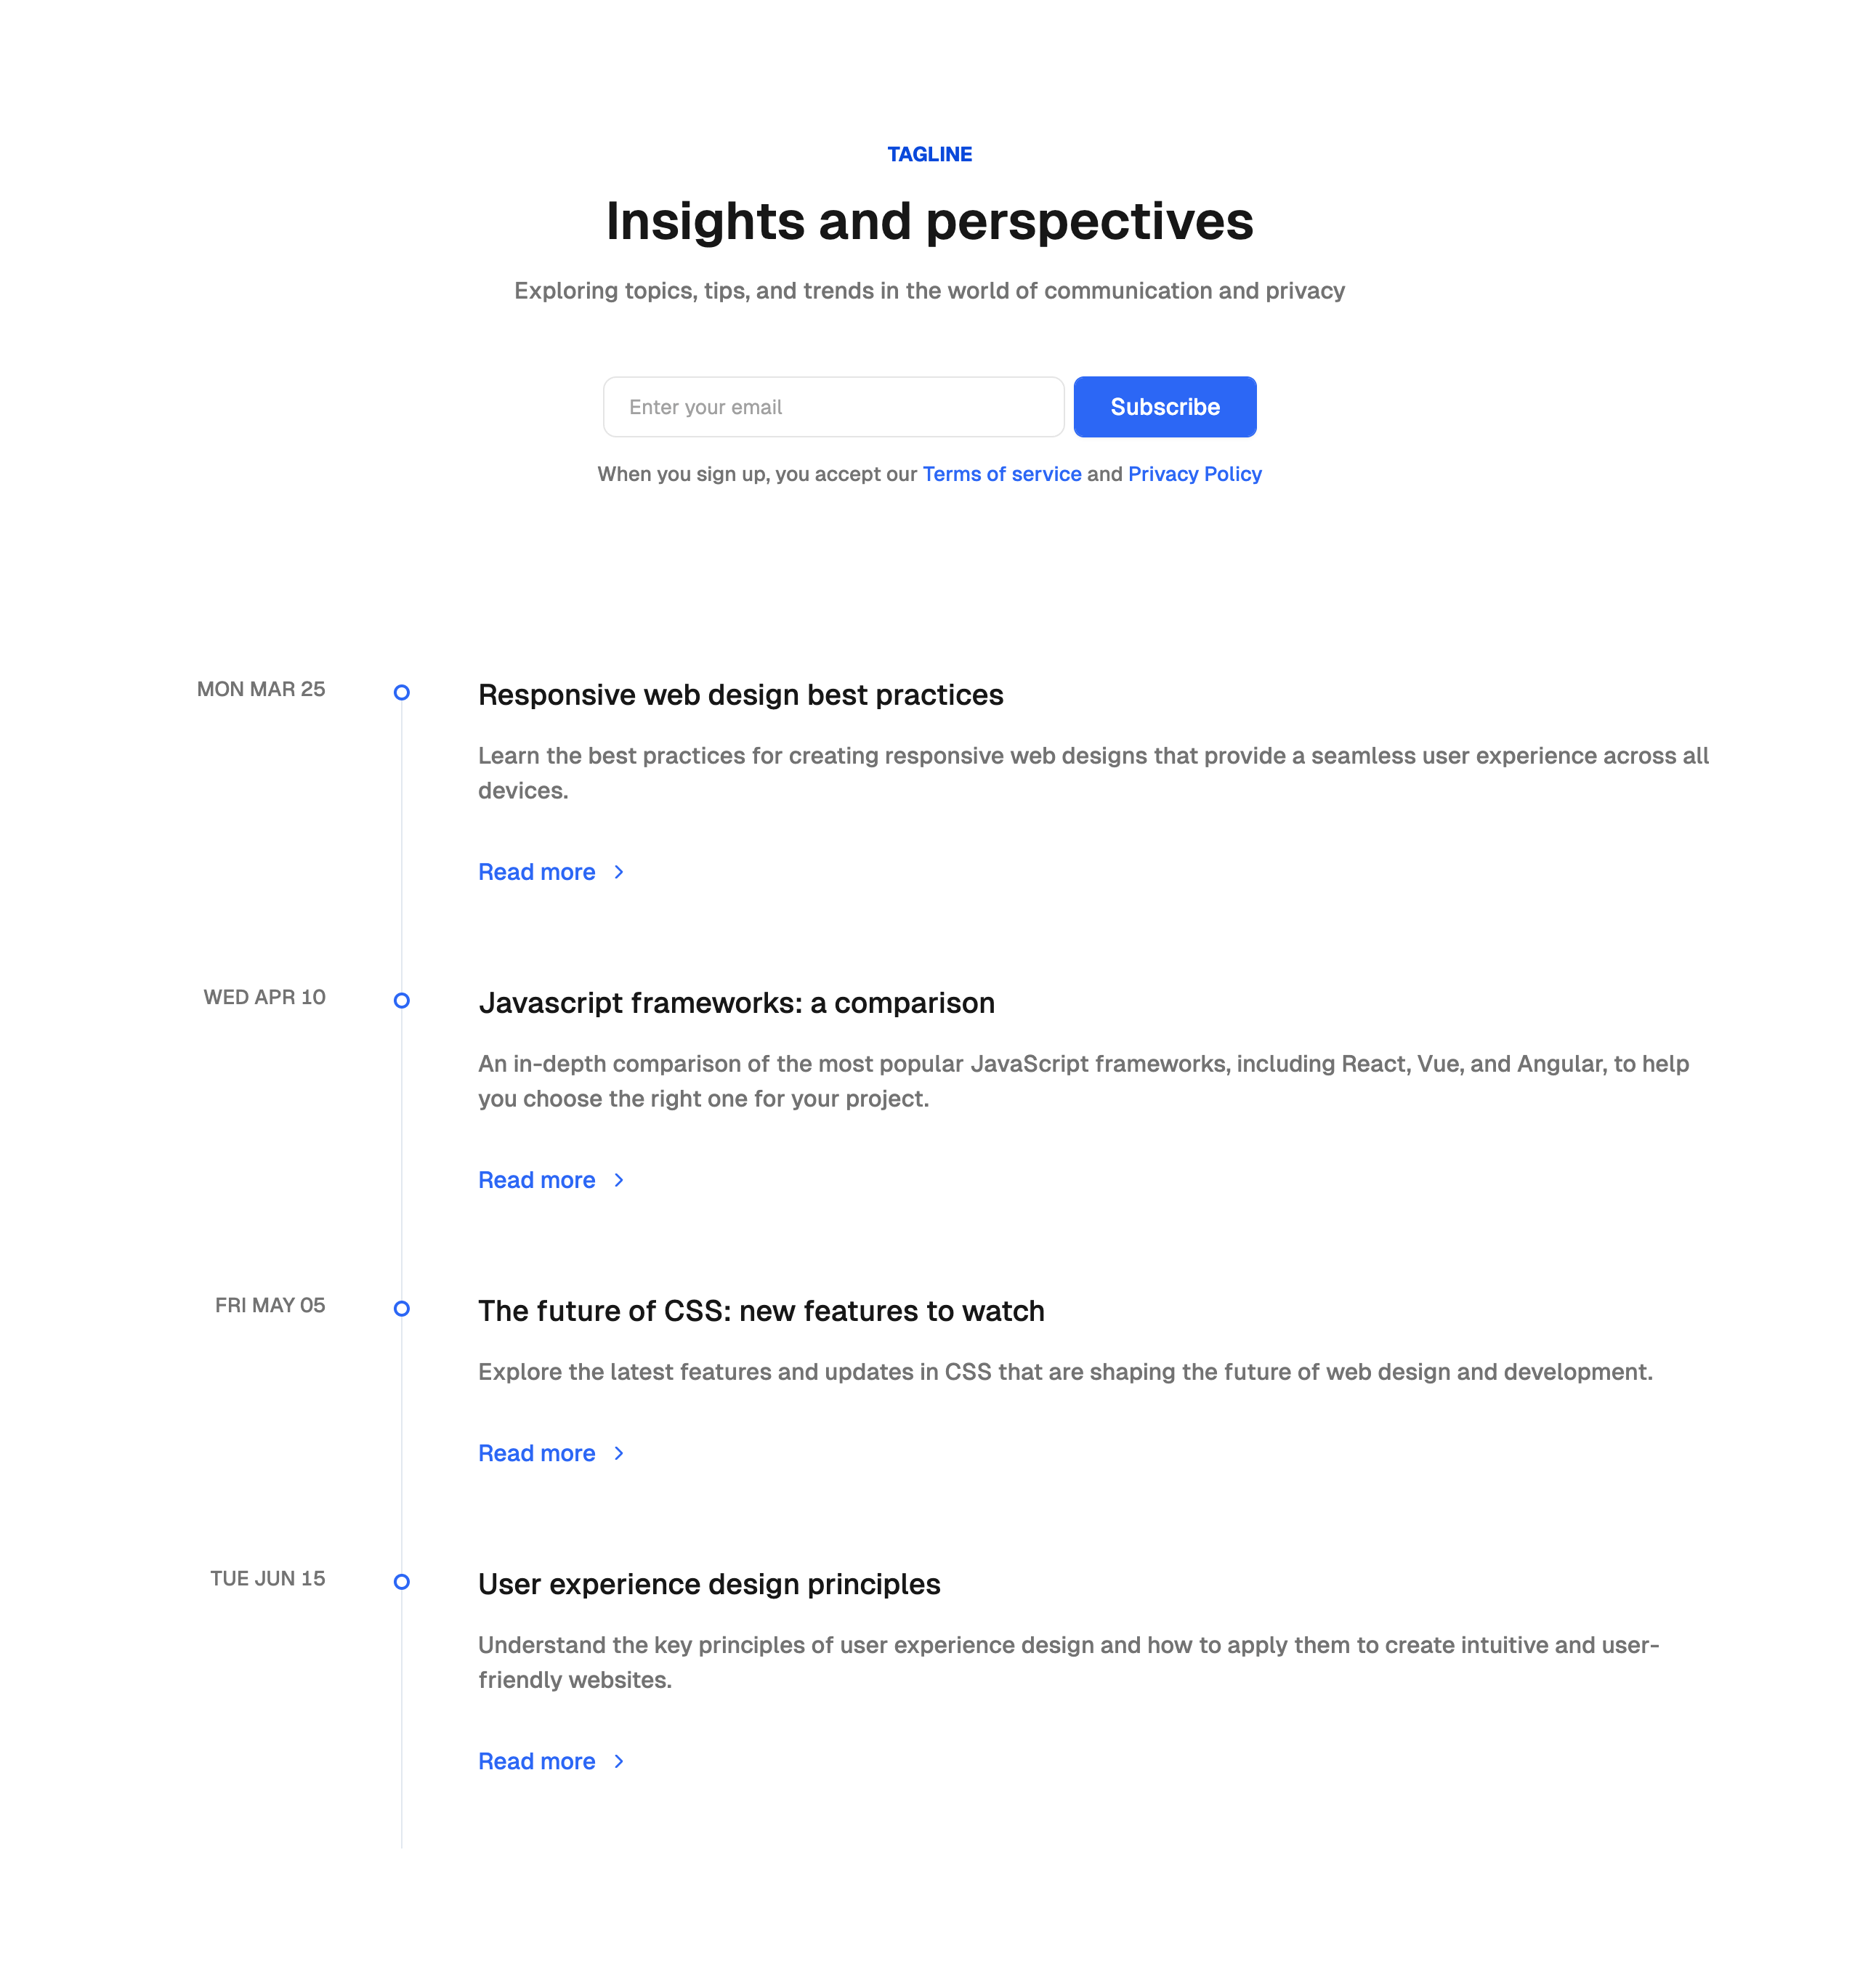 TAGLINE
Insights and perspectives
Exploring topics, tips, and trends in the world of communication and privacy
Enter your email
Subscribe
When you sign up, you accept our Terms of service and Privacy Policy
MON MAR 25
Responsive web design best practices
Learn the best practices for creating responsive web designs that provide a seamless user experience across all
devices.
Read more
WED APR 10
Javascript frameworks: a comparison
An in-depth comparison of the most popular JavaScript frameworks, including React, Vue, and Angular, to help
you choose the right one for your project.
Read more
FRI MAY 05
The future of CSS: new features to watch
Explore the latest features and updates in CSS that are shaping the future of web design and development.
Read more
TUE JUN 15
User experience design principles
Understand the key principles of user experience design and how to apply them to create intuitive and user-
friendly websites.
Read more